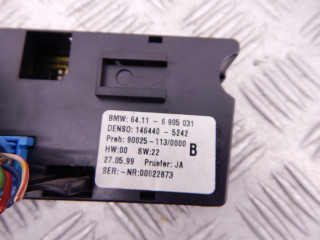 BMW: 64.11 - 6 905 031
DENSO: 146440 - 5242
Preh: 90025 - 113/0000 B
HW:00 SW:22
27.05.99 Pruefer: JA
SER:-NR:00022873